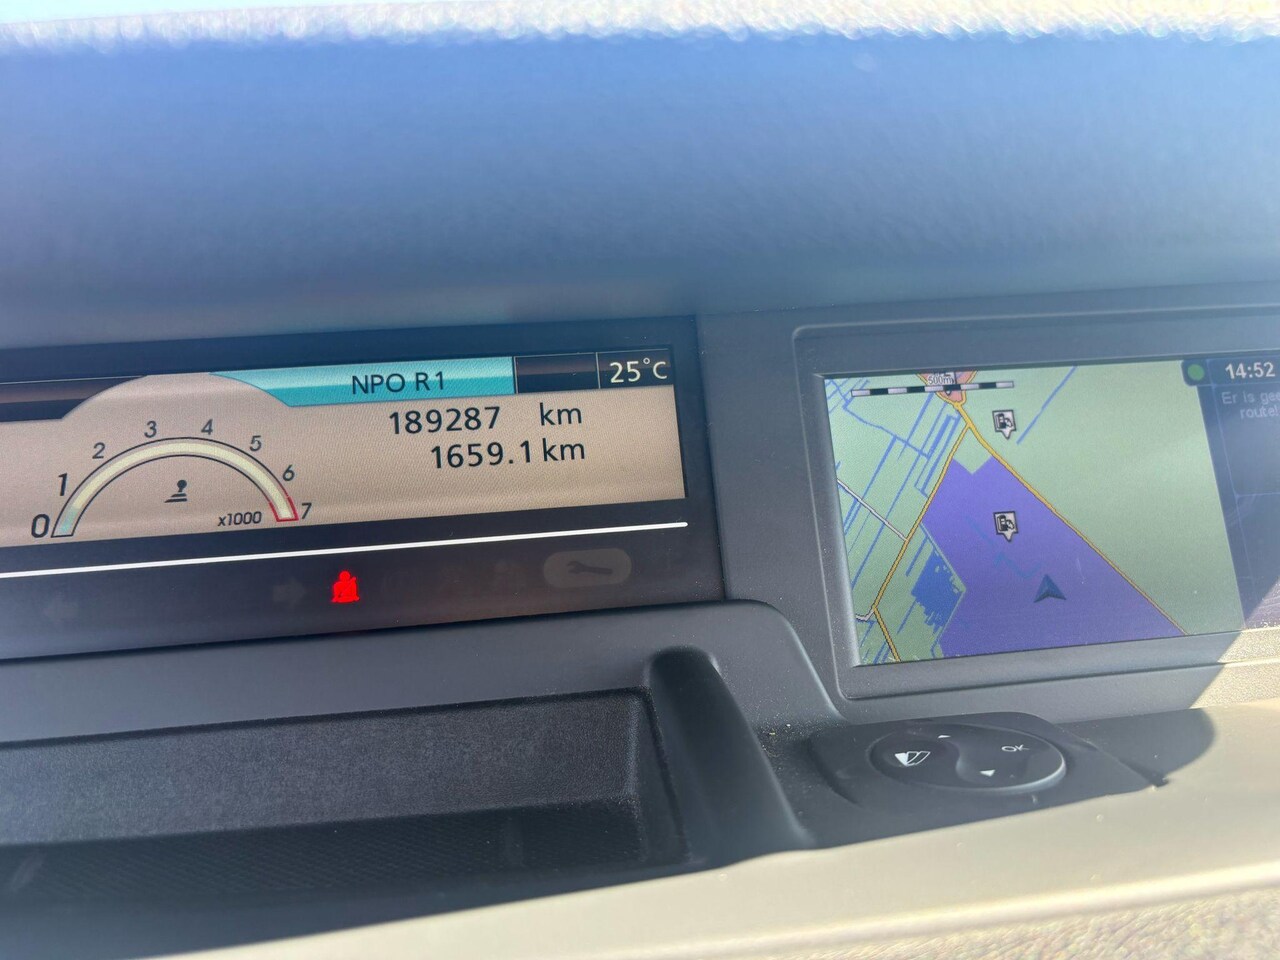 NPO R1
25°C
189287 km
1659.1 km
0 1 2 3 4 5 6 7
x1000
500m
14:52
Er is
route
OK